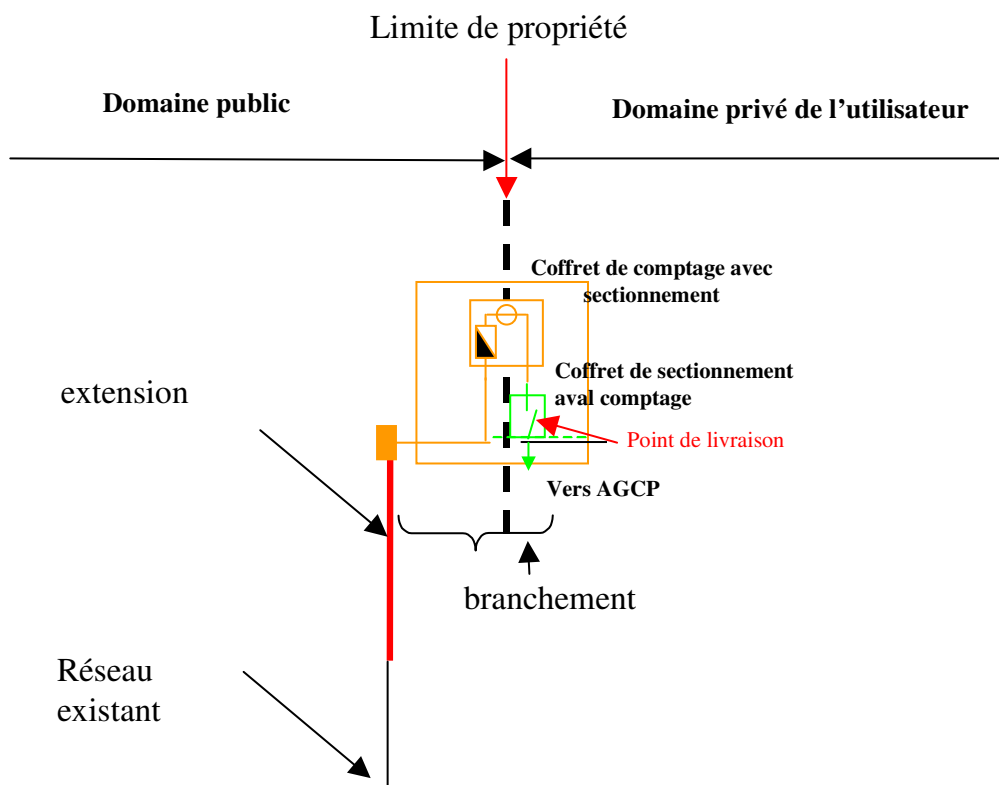 Limite de propriété
Domaine public
Domaine privé de l’utilisateur
Coffret de comptage avec
sectionnement
Coffret de sectionnement
aval comptage
extension
Point de livraison
Vers AGCP
branchement
Réseau
existant